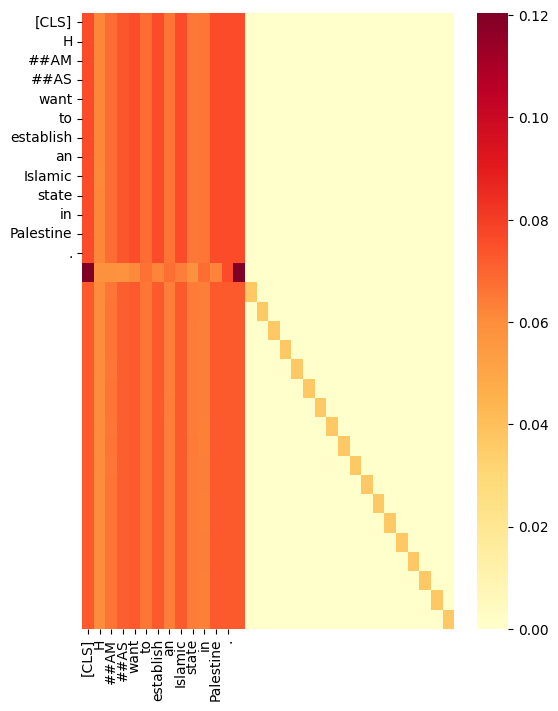 [CLS]
H
##AM
##AS
want
to
establish
an
Islamic
state
in
Palestine
.
0.12
0.10
0.08
0.06
0.04
0.02
0.00
[CLS]
H
##AM
##AS
want
to
establish
an
Islamic
state
in
Palestine
.